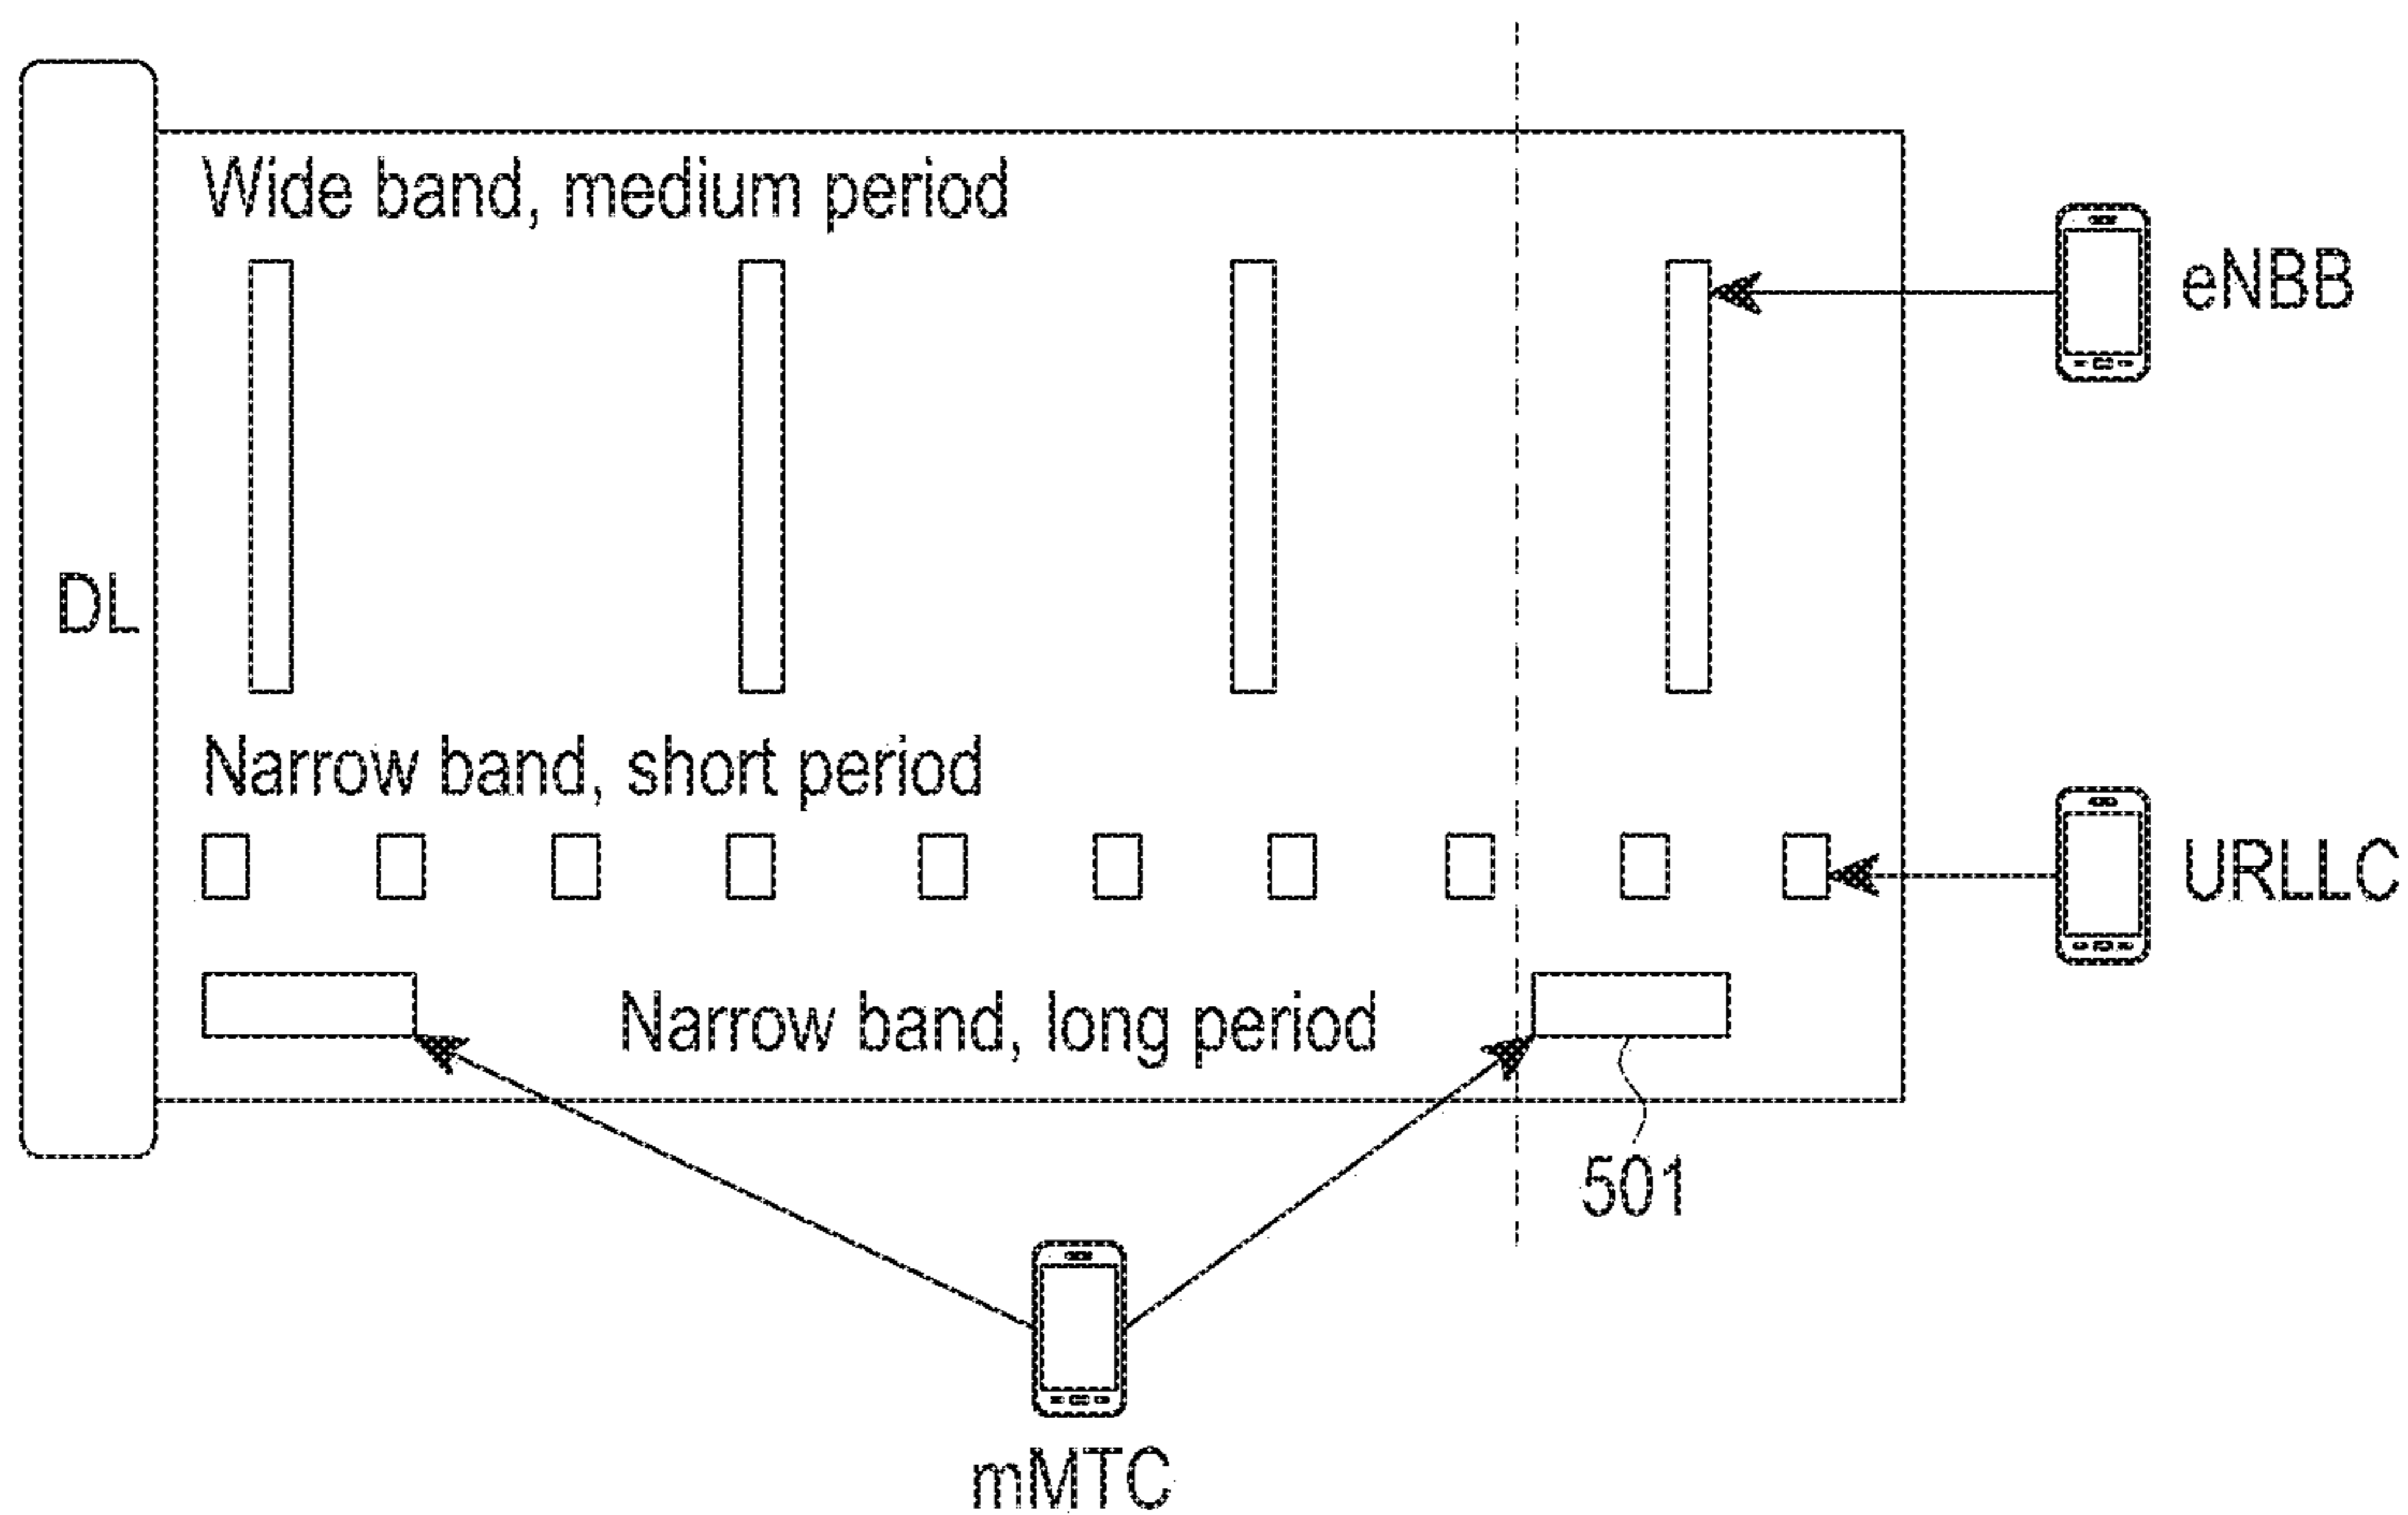 Wide band, medium period
eNBB
DL
Narrow band, short period
URLLC
Narrow band, long period
501
mMTC